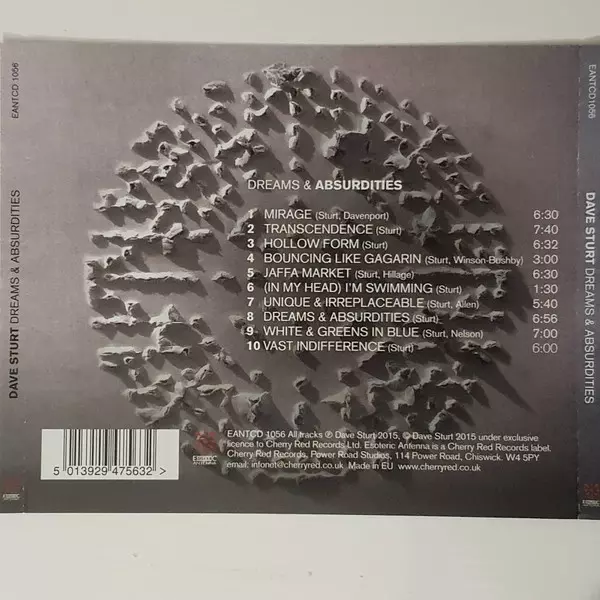 EANTCD 1056
DAVE STURT DREAMS & ABSURDITIES
DREAMS & ABSURDITIES
1 MIRAGE (Sturt, Davenport) 6:30
2 TRANSCENDENCE (Sturt) 7:40
3 HOLLOW FORM (Sturt) 6:32
4 BOUNCING LIKE GAGARIN (Sturt, Winson-Bushby) 5:00
5 JAFFA MARKET (Sturt, Hillage) 6:30
6 (IN MY HEAD) I'M SWIMMING (Sturt) 1:30
7 UNIQUE & IRREPLACEABLE (Sturt, Allen) 5:40
8 DREAMS & ABSURDITIES (Sturt) 6:56
9 WHITE & GREENS IN BLUE (Sturt, Nelson) 7:00
10 VAST INDIFFERENCE (Sturt) 6:00
5 013929 475632 >
ESOTERIC
ANTENNA
EANTCD 1056 All tracks ℗ Dave Sturt 2015, © Dave Sturt 2015 under exclusive
licence to Cherry Red Records Ltd. Esoteric Antenna is a Cherry Red Records label.
Cherry Red Records, Power Road Studios, 114 Power Road, Chiswick. W4 5PY
email: infonot@cherryred.co.uk Made in EU www.cherryred.co.uk
EANTCD1056
DAVE STURT DREAMS & ABSURDITIES